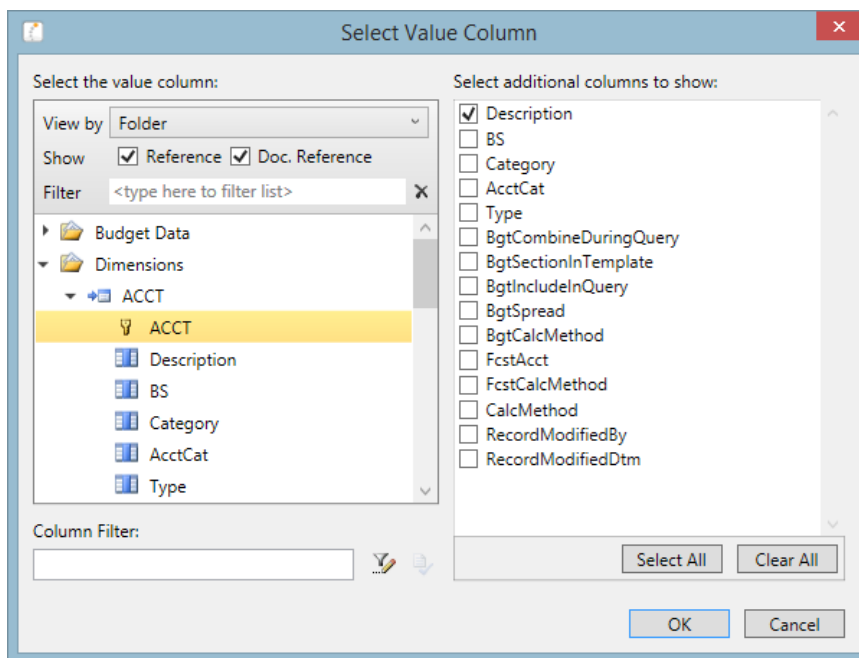 Select Value Column
Select the value column:
View by Folder
Show Reference Doc. Reference
Filter <type here to filter list>
Budget Data
Dimensions
ACCT
ACCT
Description
BS
Category
AcctCat
Type
Column Filter:
Select additional columns to show:
Description
BS
Category
AcctCat
Type
BgtCombineDuringQuery
BgtSectionInTemplate
BgtIncludeInQuery
BgtSpread
BgtCalcMethod
FcstAcct
FcstCalcMethod
CalcMethod
RecordModifiedBy
RecordModifiedDtm
Select All Clear All
OK Cancel